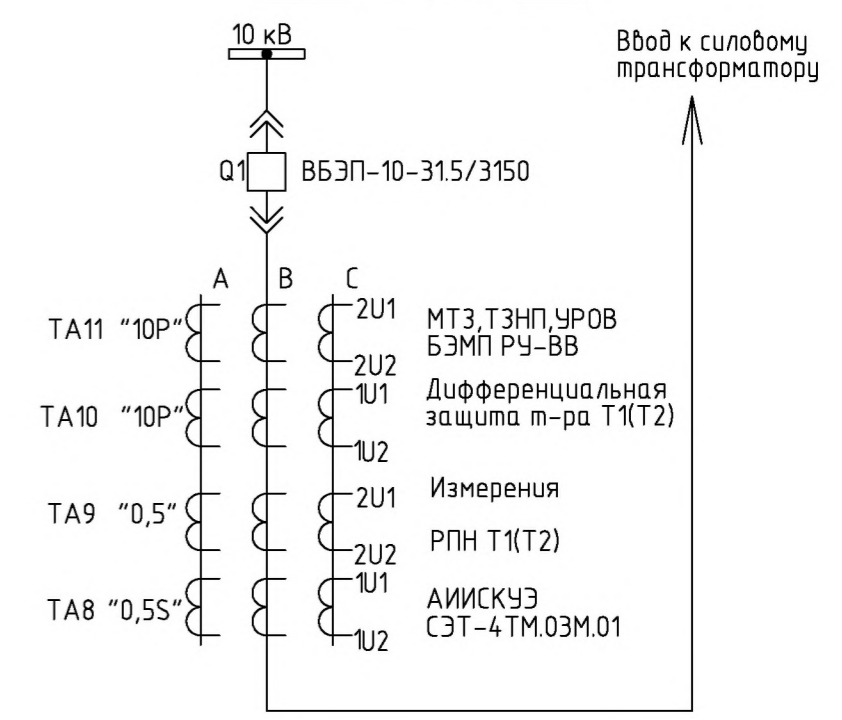 10 кВ
Ввод к силовому
трансформатору
Q1 ВБЭП-10-31.5/3150
A B C
TA11 "10P" 2U1 МТЗ,ТЗНП,УРОВ
2U2 БЭМП РУ-ВВ
TA10 "10P" 1U1 Дифференциальная
защита т-ра Т1(Т2)
1U2
TA9 "0,5" 2U1 Измерения
2U2 РПН Т1(Т2)
TA8 "0,5S" 1U1 АИИСКУЭ
СЭТ-4ТМ.03М.01
1U2